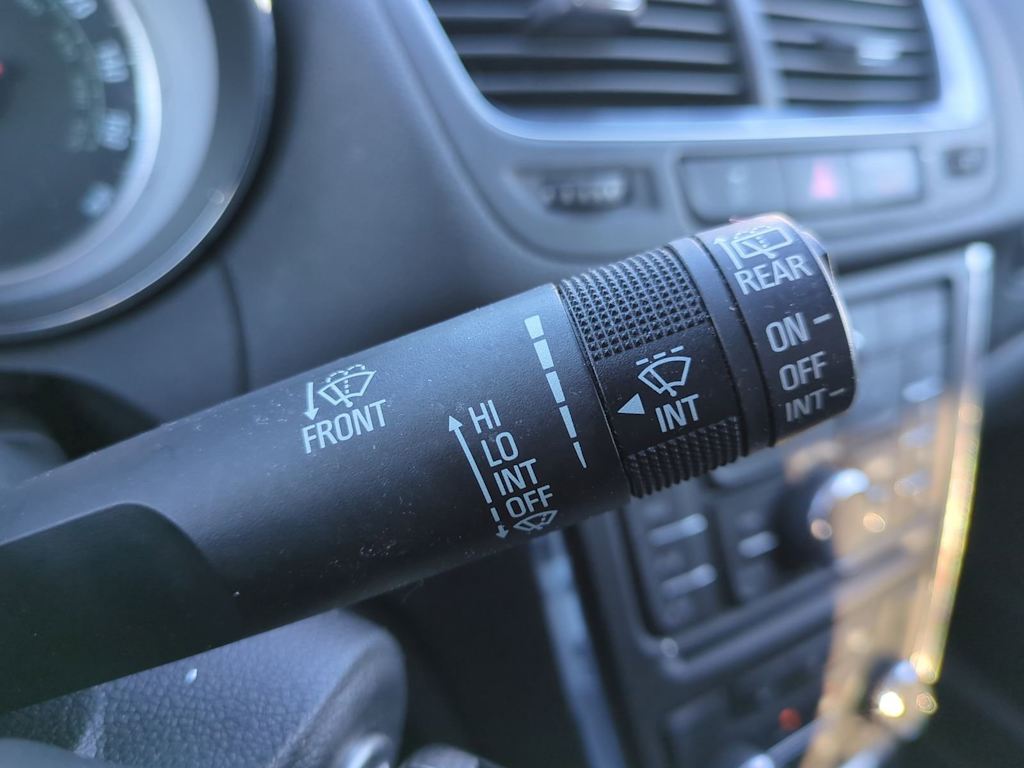 FRONT
HI
LO
INT
OFF
INT
REAR
ON
OFF
INT